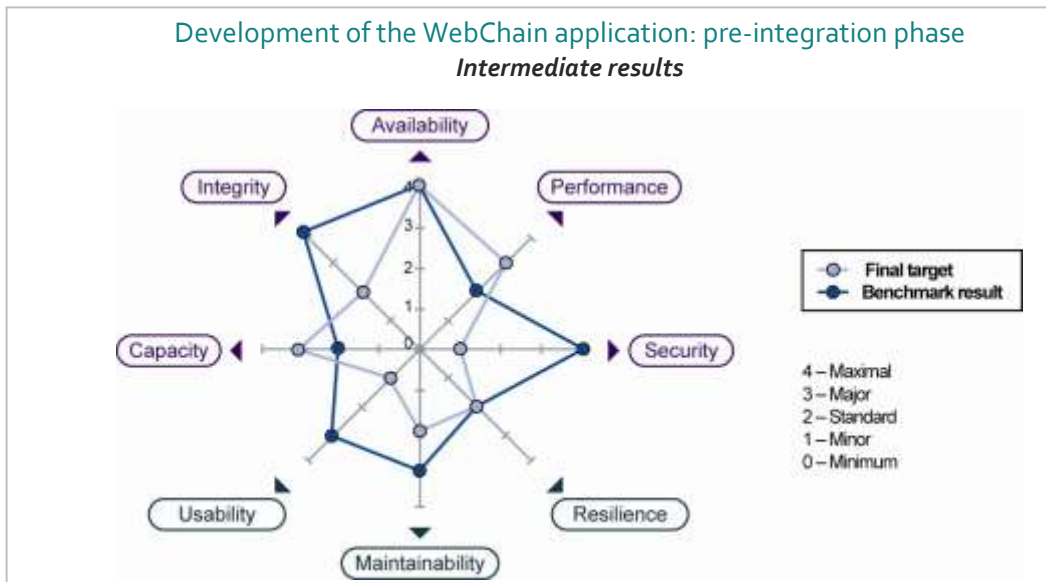 Development of the WebChain application: pre-integration phase
Intermediate results
Availability
Integrity
Performance
4
3
2
1
0
Capacity
Security
Usability
Resilience
Maintainability
Final target
Benchmark result
4 – Maximal
3 – Major
2 – Standard
1 – Minor
0 – Minimum